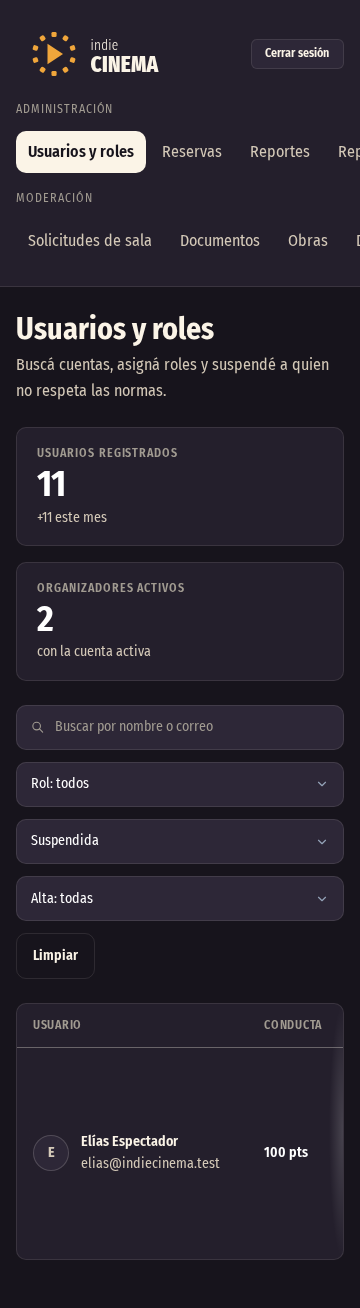 indie
CINEMA
Cerrar sesión
ADMINISTRACIÓN
Usuarios y roles Reservas Reportes Rep
MODERACIÓN
Solicitudes de sala Documentos Obras
Usuarios y roles
Buscá cuentas, asigná roles y suspendé a quien
no respeta las normas.
USUARIOS REGISTRADOS
11
+11 este mes
ORGANIZADORES ACTIVOS
2
con la cuenta activa
Buscar por nombre o correo
Rol: todos
Suspendida
Alta: todas
Limpiar
USUARIO CONDUCTA
E
Elías Espectador
elias@indiecinema.test
100 pts